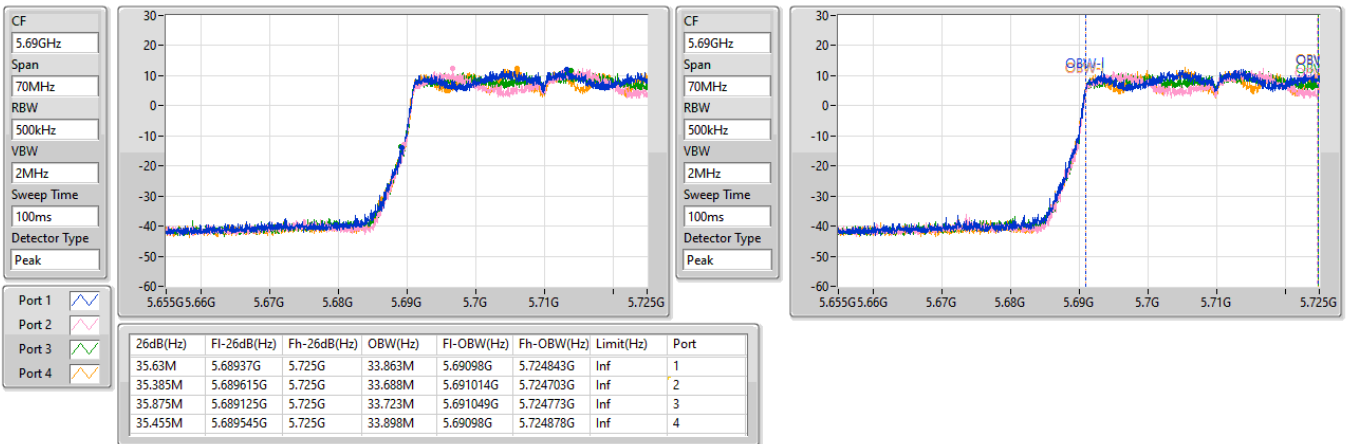 CF
5.69GHz
Span
70MHz
RBW
500kHz
VBW
2MHz
Sweep Time
100ms
Detector Type
Peak
30-
20-
10-
0-
-10-
-20-
-30-
-40-
-50-
-60-
5.655G 5.66G 5.67G 5.68G 5.69G 5.7G 5.71G 5.725G
CF
5.69GHz
Span
70MHz
RBW
500kHz
VBW
2MHz
Sweep Time
100ms
Detector Type
Peak
30-
20-
10-
0-
-10-
-20-
-30-
-40-
-50-
-60-
OBW-l
5.655G 5.66G 5.67G 5.68G 5.69G 5.7G 5.71G 5.725G
Port 1
Port 2
Port 3
Port 4
26dB(Hz) Fl-26dB(Hz) Fh-26dB(Hz) OBW(Hz) Fl-OBW(Hz) Fh-OBW(Hz) Limit(Hz) Port
35.63M 5.68937G 5.725G 33.863M 5.69098G 5.724843G Inf 1
35.385M 5.689615G 5.725G 33.688M 5.691014G 5.724703G Inf 2
35.875M 5.689125G 5.725G 33.723M 5.691049G 5.724773G Inf 3
35.455M 5.689545G 5.725G 33.898M 5.69098G 5.724878G Inf 4